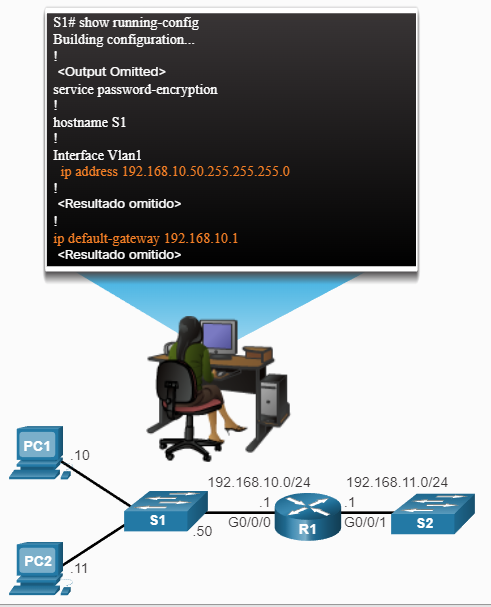 S1# show running-config
Building configuration...
!
<Output Omitted>
service password-encryption
!
hostname S1
!
Interface Vlan1
ip address 192.168.10.50.255.255.255.0
!
<Resultado omitido>
!
ip default-gateway 192.168.10.1
<Resultado omitido>
PC1
.10
192.168.10.0/24
192.168.11.0/24
.1
.1
S1
R1
S2
.50
G0/0/0
G0/0/1
PC2
.11